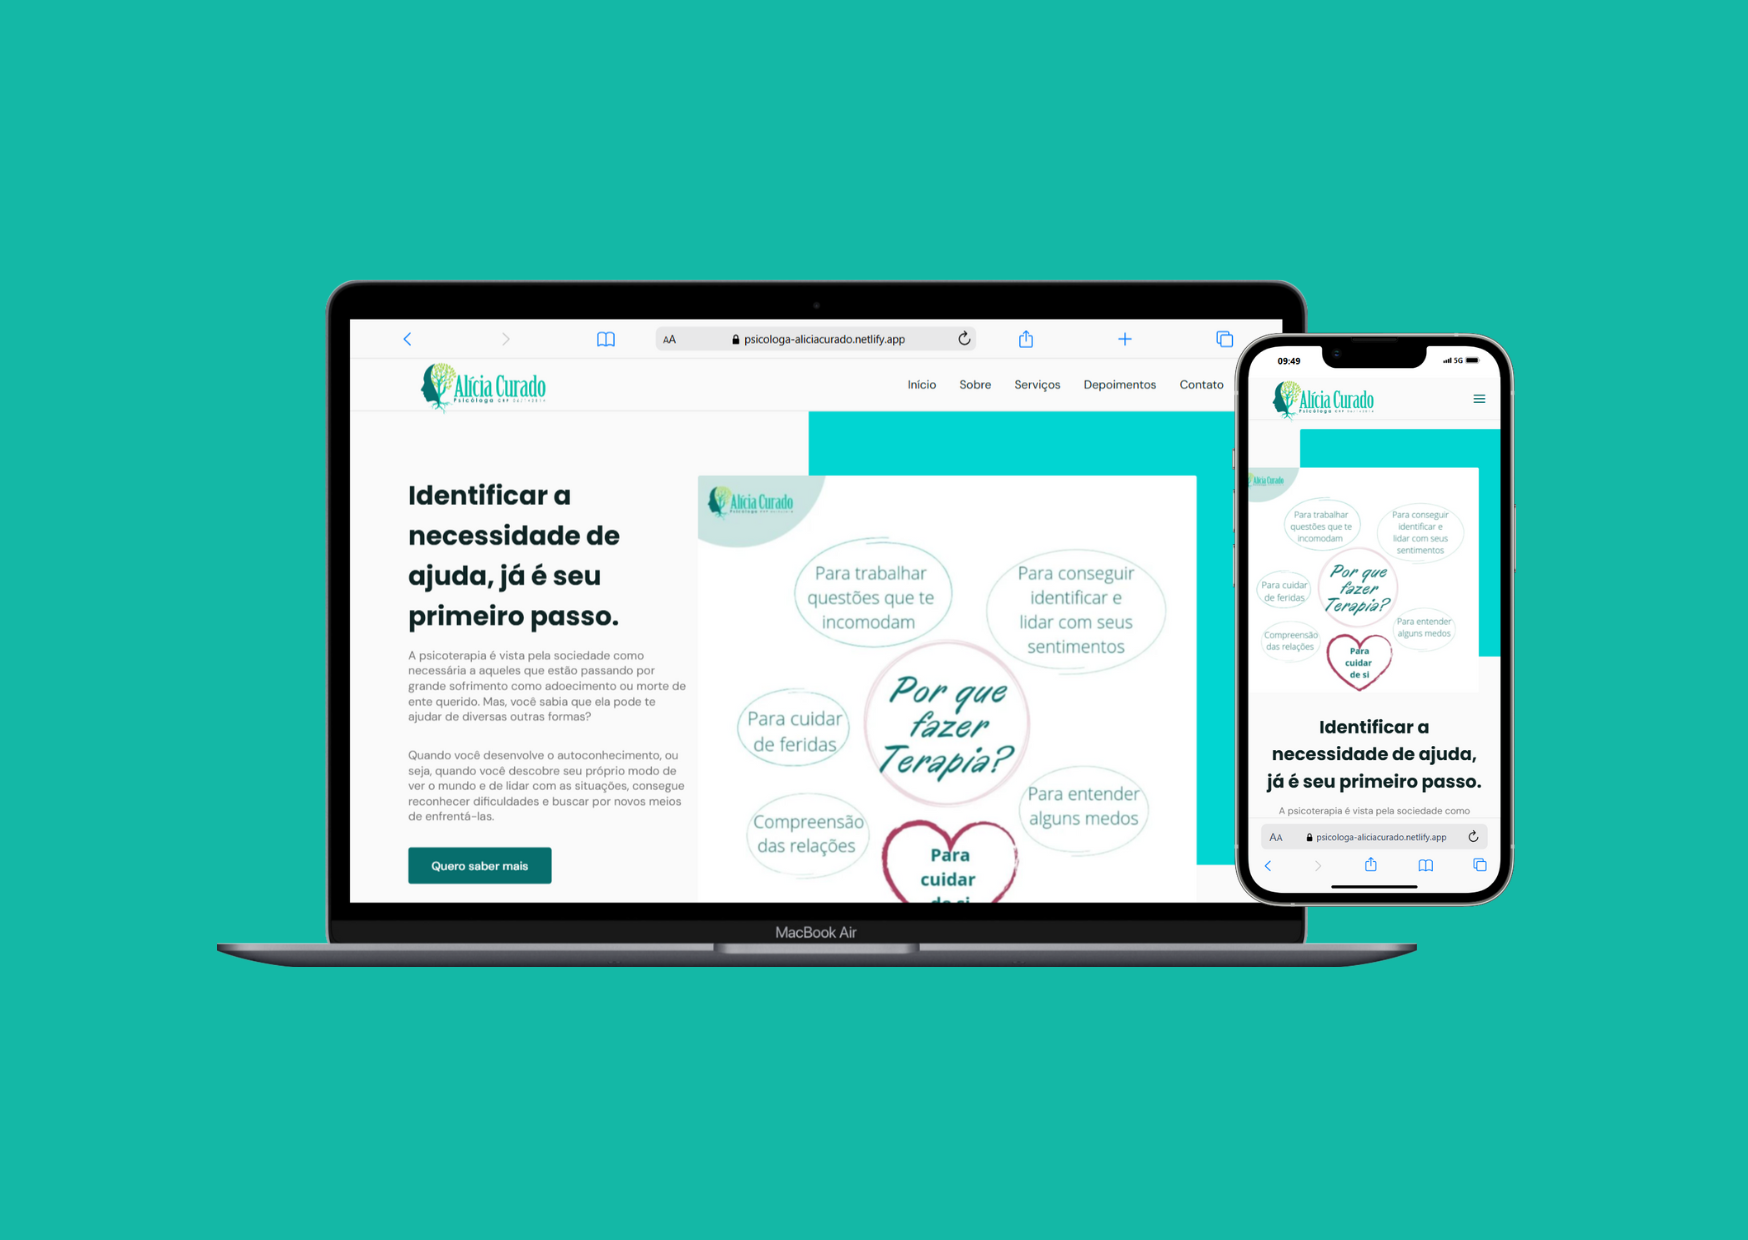 AA psicologa-aliciacurado.netlify.app
Alícia Curado
Psicóloga
Início Sobre Serviços Depoimentos Contato
Identificar a
necessidade de
ajuda, já é seu
primeiro passo.
A psicoterapia é vista pela sociedade como
necessária a aqueles que estão passando por
grande sofrimento como adoecimento ou morte de
ente querido. Mas, você sabia que ela pode te
ajudar de diversas outras formas?
Quando você desenvolve o autoconhecimento, ou
seja, quando você descobre seu próprio modo de
ver o mundo e de lidar com as situações, consegue
reconhecer dificuldades e buscar por novos meios
de enfrentá-las.
Quero saber mais
Alícia Curado
Para trabalhar
questões que te
incomodam
Para conseguir
identificar e
lidar com seus
sentimentos
Por que
fazer
Terapia?
Para cuidar
de feridas
Para entender
alguns medos
Compreensão
das relações
Para
cuidar
de si
MacBook Air
09:49
5G
Alícia Curado
Psicóloga
Alícia Curado
Para trabalhar
questões que te
incomodam
Para conseguir
identificar e
lidar com seus
sentimentos
Por que
fazer
Terapia?
Para cuidar
de feridas
Para entender
alguns medos
Compreensão
das relações
Para
cuidar
de si
Identificar a
necessidade de ajuda,
já é seu primeiro passo.
A psicoterapia é vista pela sociedade como
AA psicologa-aliciacurado.netlify.app